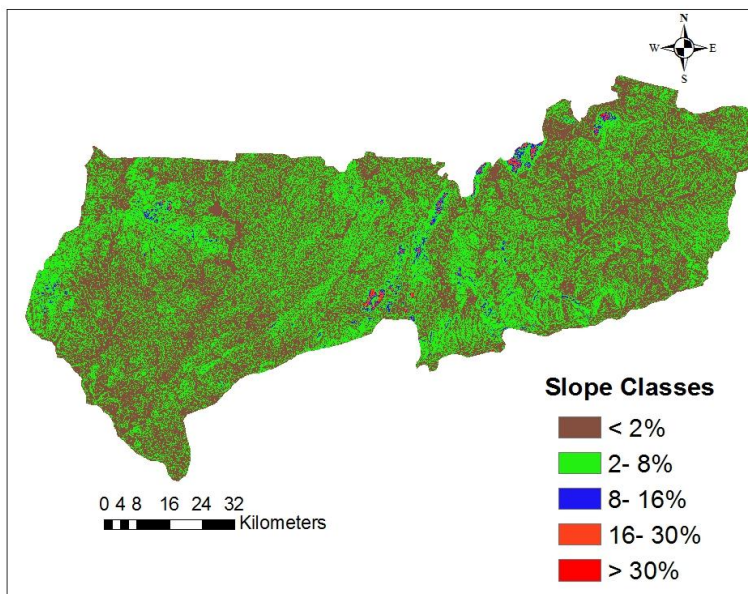 N
W E
S
Slope Classes
< 2%
2- 8%
8- 16%
16- 30%
> 30%
0 4 8 16 24 32
Kilometers